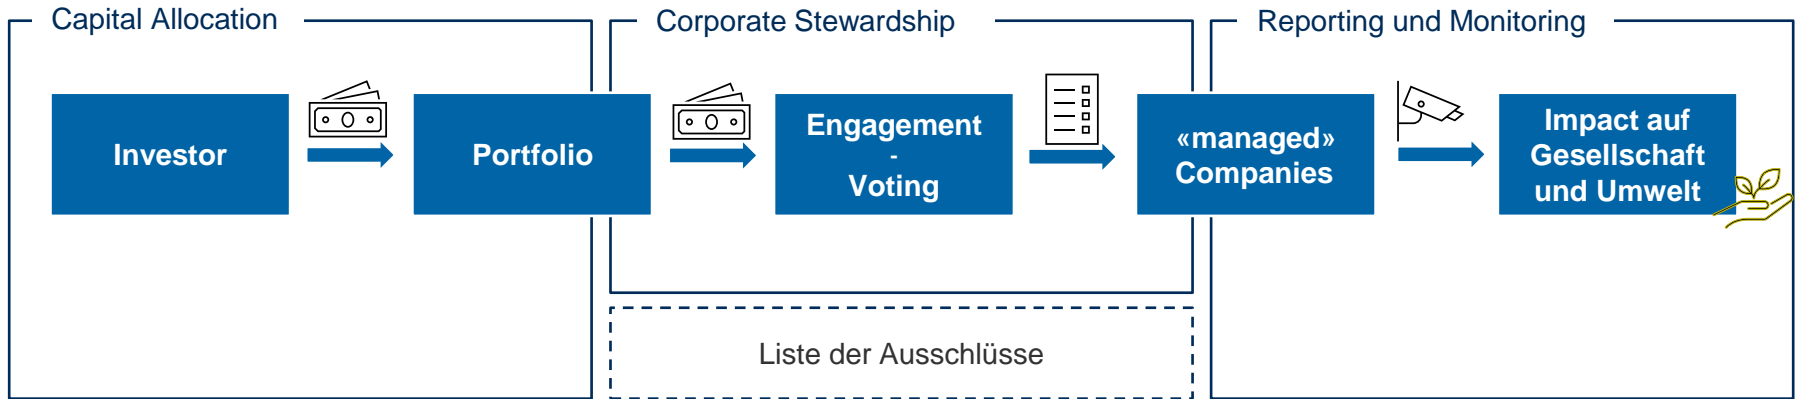 Capital Allocation
Corporate Stewardship
Reporting und Monitoring
Investor
Portfolio
Engagement
-
Voting
«managed»
Companies
Impact auf
Gesellschaft
und Umwelt
Liste der Ausschlüsse